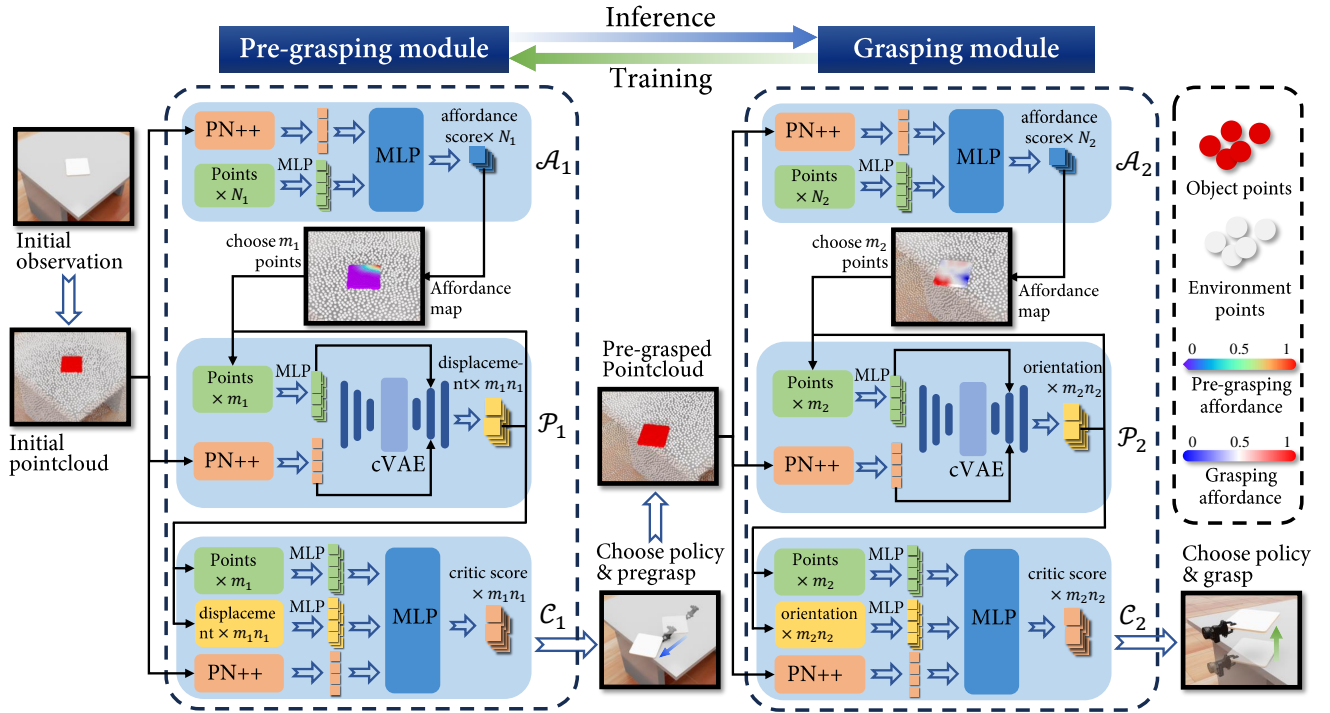 Inference
Pre-grasping module
Grasping module
Training
PN++
MLP
Points
× N₁
MLP
affordance
score× N₁
𝒜₁
Initial
observation
choose m₁
points
Affordance
map
Initial
pointcloud
Points
× m₁
MLP
displaceme-
nt× m₁n₁
cVAE
𝒫₁
PN++
Points
× m₁
MLP
displaceme
nt × m₁n₁
MLP
PN++
MLP
critic score
× m₁n₁
𝒞₁
Choose policy
& pregrasp
Pre-grasped
Pointcloud
PN++
MLP
Points
× N₂
MLP
affordance
score× N₂
𝒜₂
choose m₂
points
Affordance
map
Points
× m₂
MLP
orientation
× m₂n₂
cVAE
𝒫₂
PN++
Points
× m₂
MLP
orientation
× m₂n₂
MLP
PN++
MLP
critic score
× m₂n₂
𝒞₂
Object points
Environment
points
0 0.5 1
Pre-grasping
affordance
0 0.5 1
Grasping
affordance
Choose policy
& grasp